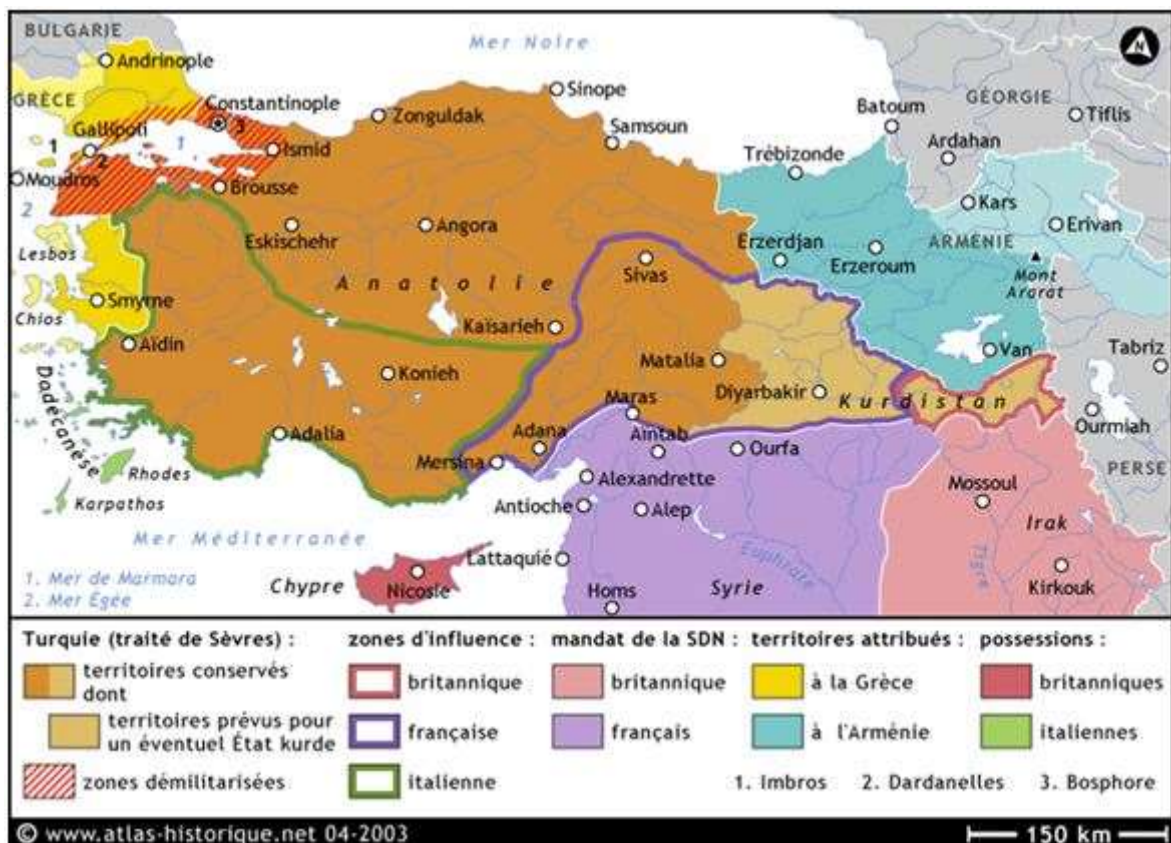 BULGARIE
Andrinople
Mer Noire
N
GRÈCE
Constantinople
3
Zonguldak
Sinope
Samsoun
Batoum
GÉORGIE
Tiflis
Ardahan
Gallipoli
1
2
1
Ismid
Trébizonde
Moudros
Brousse
Kars
Erivan
2
Eskischehr
Angora
Erzerdjan
Erzeroum
ARMÉNIE
Lesbos
Sivas
Mont
Ararat
Anatolie
Smyrne
Chios
Kaïsarieh
Van
Tabriz
Aïdin
Konieh
Matalia
Diyarbakir
Kurdistan
Dodécanèse
Maras
Ourmiah
Adalia
Adana
Aintab
Ourfa
PERSE
Rhodes
Mersina
Alexandrette
Mossoul
Karpathos
Antioche
Alep
Irak
Mer Méditerranée
Lattaquié
Euphrate
Tigre
1. Mer de Marmara
2. Mer Égée
Chypre
Nicosie
Homs
Syrie
Kirkouk
Turquie (traité de Sèvres) :
territoires conservés
dont
territoires prévus pour
un éventuel État kurde
zones démilitarisées
zones d'influence :
britannique
française
italienne
mandat de la SDN :
britannique
français
territoires attribués :
à la Grèce
à l'Arménie
possessions :
britanniques
italiennes
1. Imbros 2. Dardanelles 3. Bosphore
© www.atlas-historique.net 04-2003
150 km